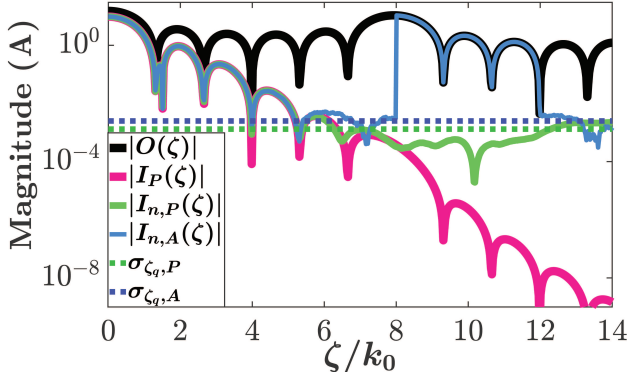 Magnitude (A)
10^0
10^-4
10^-8
|O(ζ)|
|I_P(ζ)|
|I_{n,P}(ζ)|
|I_{n,A}(ζ)|
σ_{ζ_q,P}
σ_{ζ_q,A}
0 2 4 6 8 10 12 14
ζ/k_0